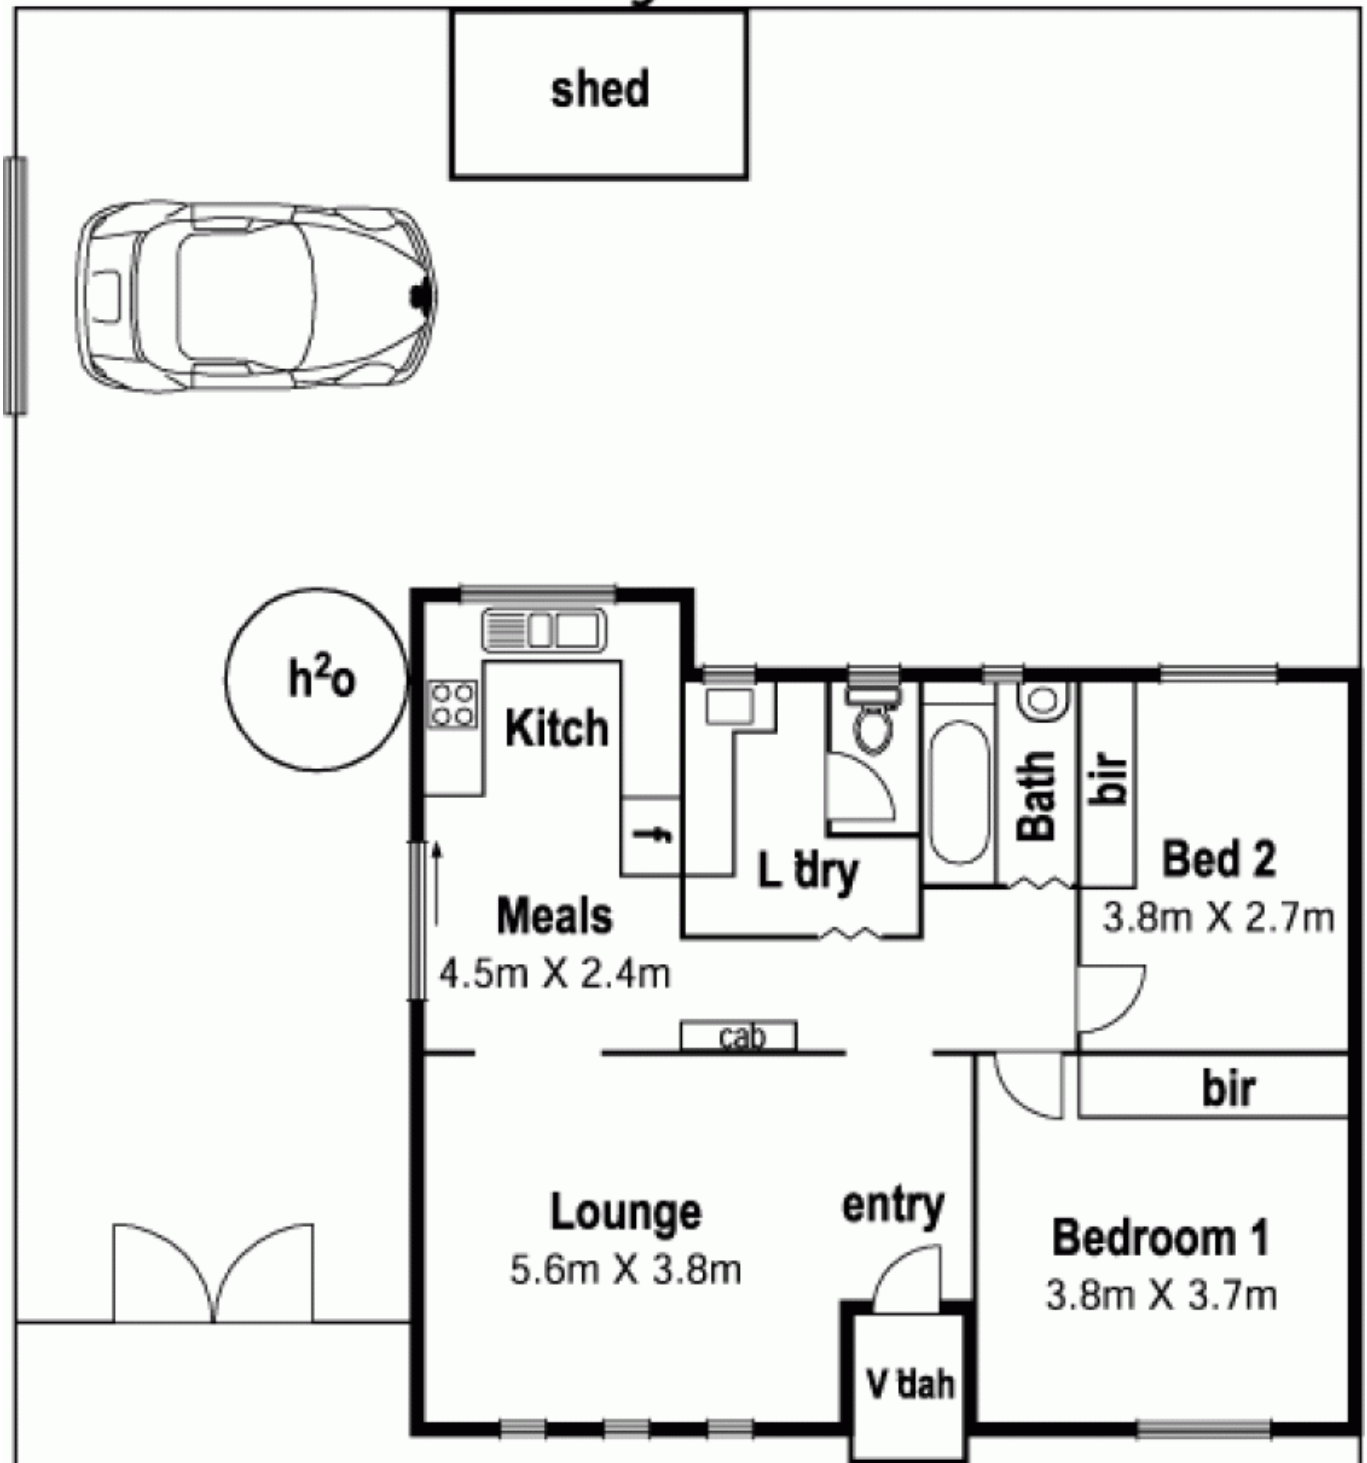 shed
h²o
Kitch
f
L'dry
Bath
bir
Bed 2
3.8m X 2.7m
Meals
4.5m X 2.4m
cab
bir
Lounge
5.6m X 3.8m
entry
Bedroom 1
3.8m X 3.7m
V'dah